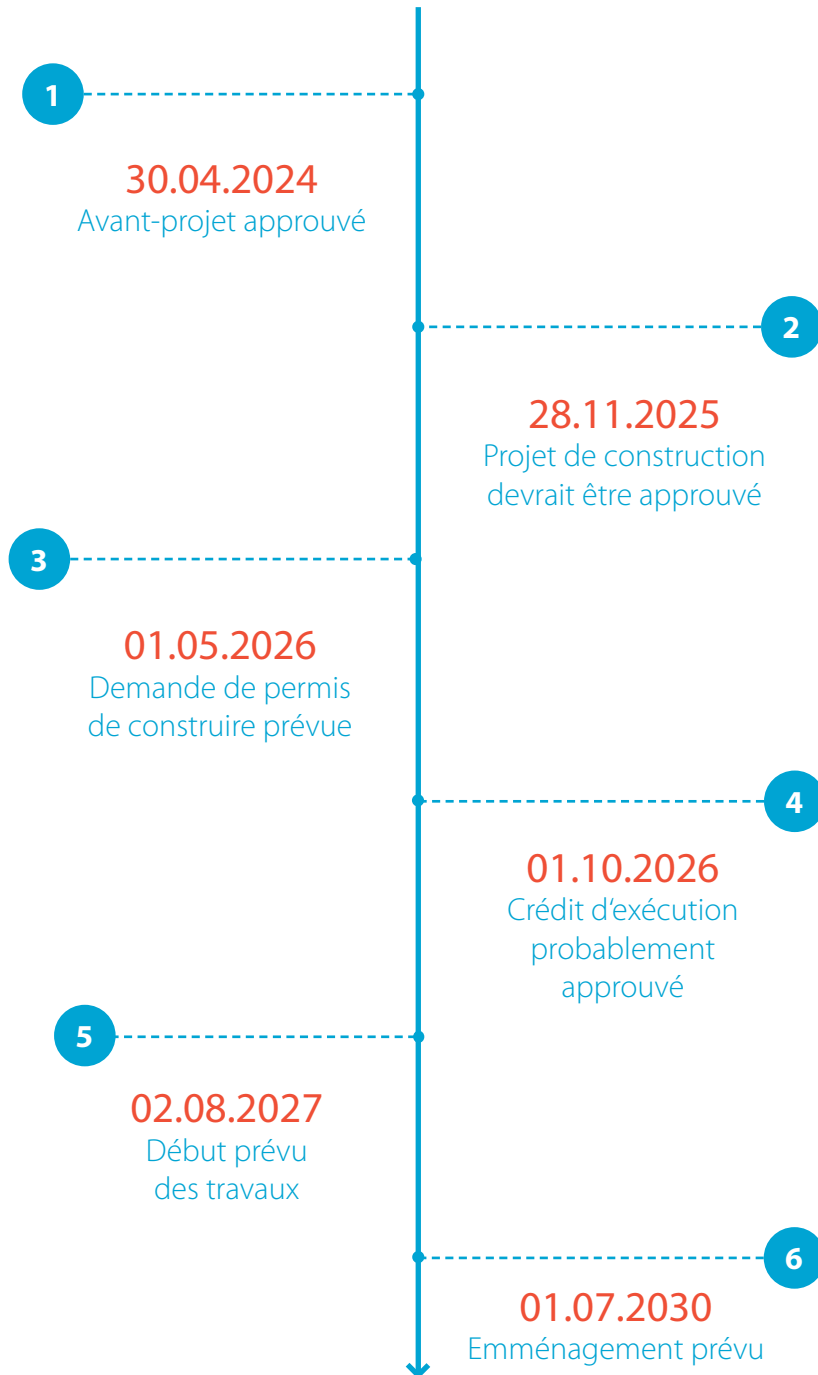 1
30.04.2024
Avant-projet approuvé
2
28.11.2025
Projet de construction
devrait être approuvé
3
01.05.2026
Demande de permis
de construire prévue
4
01.10.2026
Crédit d‘exécution
probablement
approuvé
5
02.08.2027
Début prévu
des travaux
6
01.07.2030
Emménagement prévu